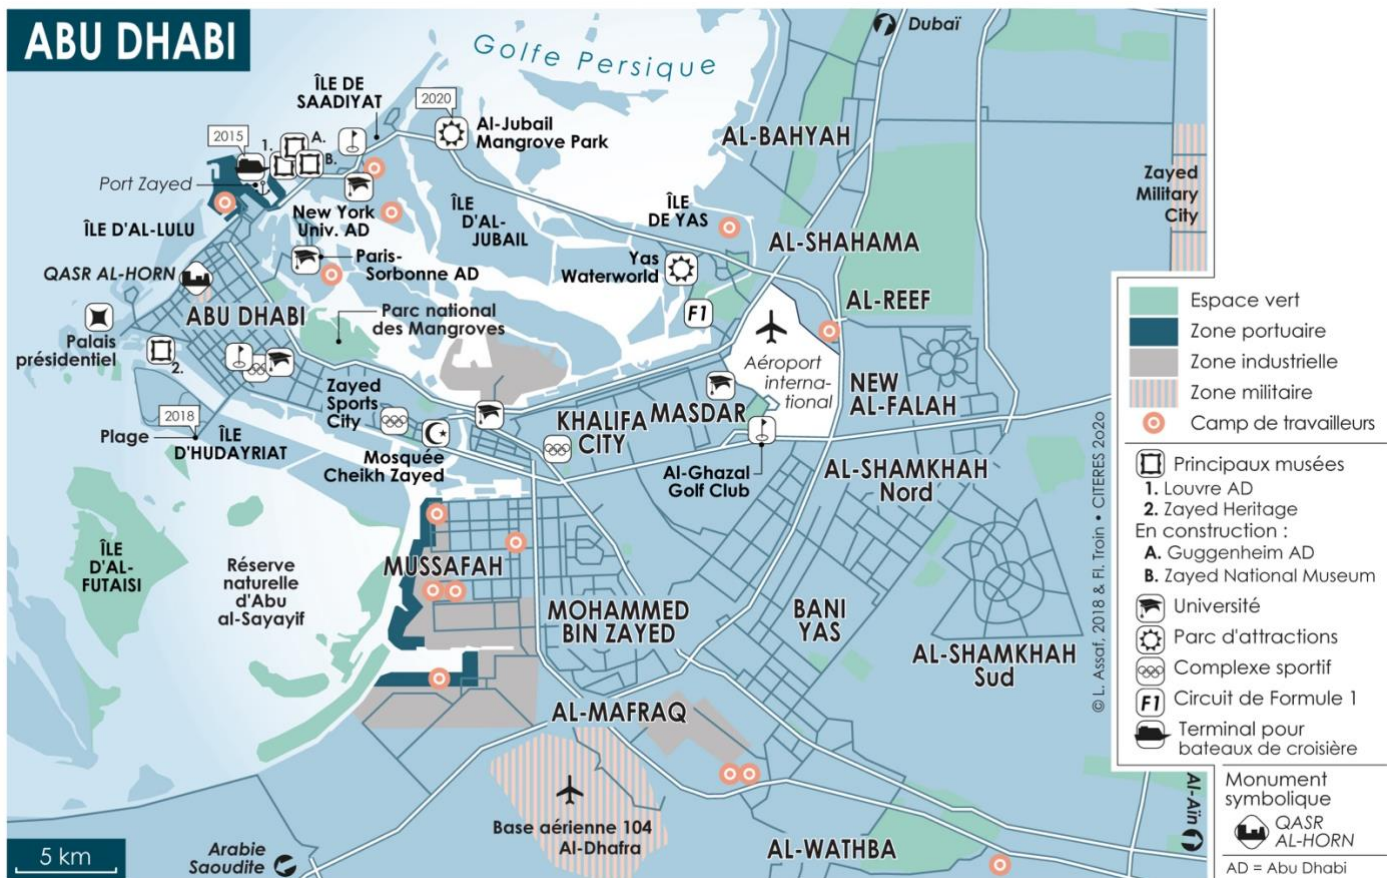 ABU DHABI
Golfe Persique
Dubaï
ÎLE DE
SAADIYAT
2020
Al-Jubail
Mangrove Park
AL-BAHYAH
2015
1.
A.
B.
Port Zayed
New York
Univ. AD
ÎLE
D'AL-
JUBAIL
ÎLE
DE YAS
Zayed
Military
City
ÎLE D'AL-LULU
AL-SHAHAMA
Paris-
Sorbonne AD
Yas
Waterworld
QASR AL-HORN
F1
AL-REEF
ABU DHABI
Parc national
des Mangroves
Palais
présidentiel
2.
Aéroport
interna-
tional
Zayed
Sports
City
NEW
AL-FALAH
KHALIFA
CITY
MASDAR
2018
Plage
ÎLE
D'HUDAYRIAT
Mosquée
Cheikh Zayed
Al-Ghazal
Golf Club
AL-SHAMKHAH
Nord
ÎLE
D'AL-
FUTAISI
Réserve
naturelle
d'Abu
al-Sayayif
MUSSAFAH
MOHAMMED
BIN ZAYED
BANI
YAS
AL-SHAMKHAH
Sud
AL-MAFRAQ
Base aérienne 104
Al-Dhafra
AL-WATHBA
Arabie
Saoudite
5 km
Al-Aïn
© L. Assaf, 2018 & Fl. Troin • CITERES 2020
Espace vert
Zone portuaire
Zone industrielle
Zone militaire
Camp de travailleurs
Principaux musées
1. Louvre AD
2. Zayed Heritage
En construction :
A. Guggenheim AD
B. Zayed National Museum
Université
Parc d'attractions
Complexe sportif
F1 Circuit de Formule 1
Terminal pour
bateaux de croisière
Monument
symbolique
QASR
AL-HORN
AD = Abu Dhabi